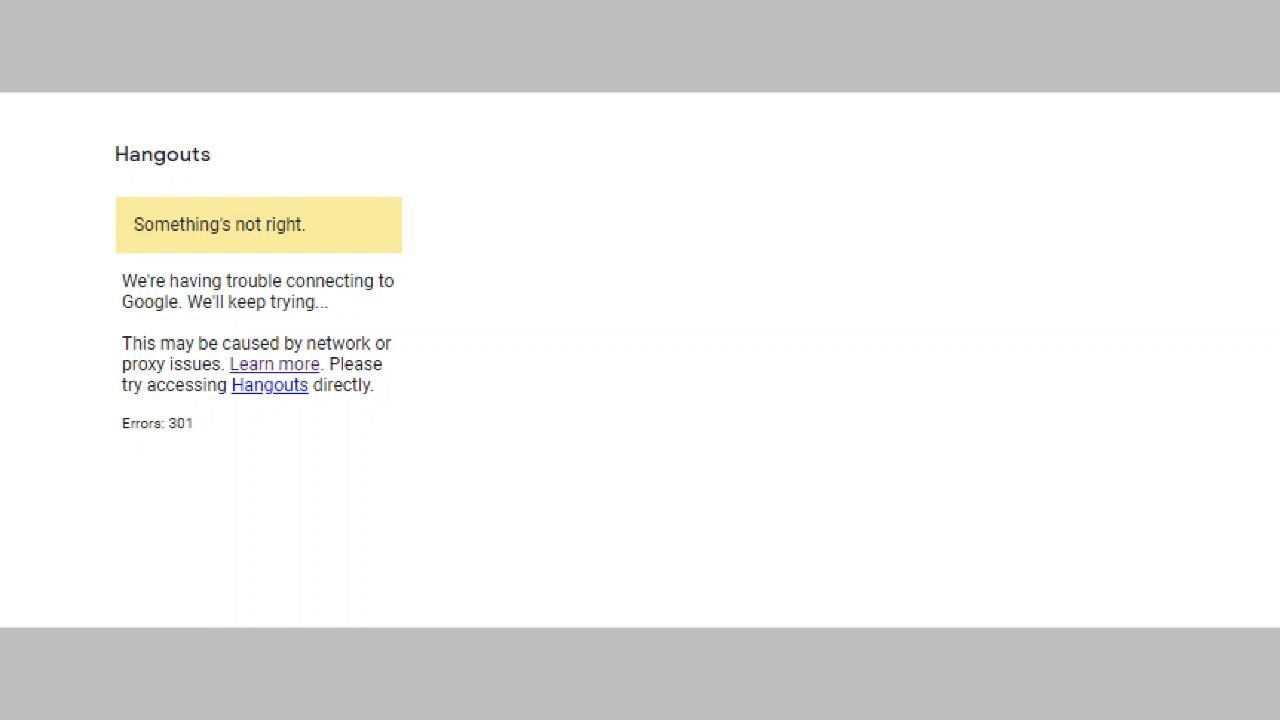 Hangouts
Something's not right.
We're having trouble connecting to
Google. We'll keep trying...
This may be caused by network or
proxy issues. Learn more. Please
try accessing Hangouts directly.
Errors: 301